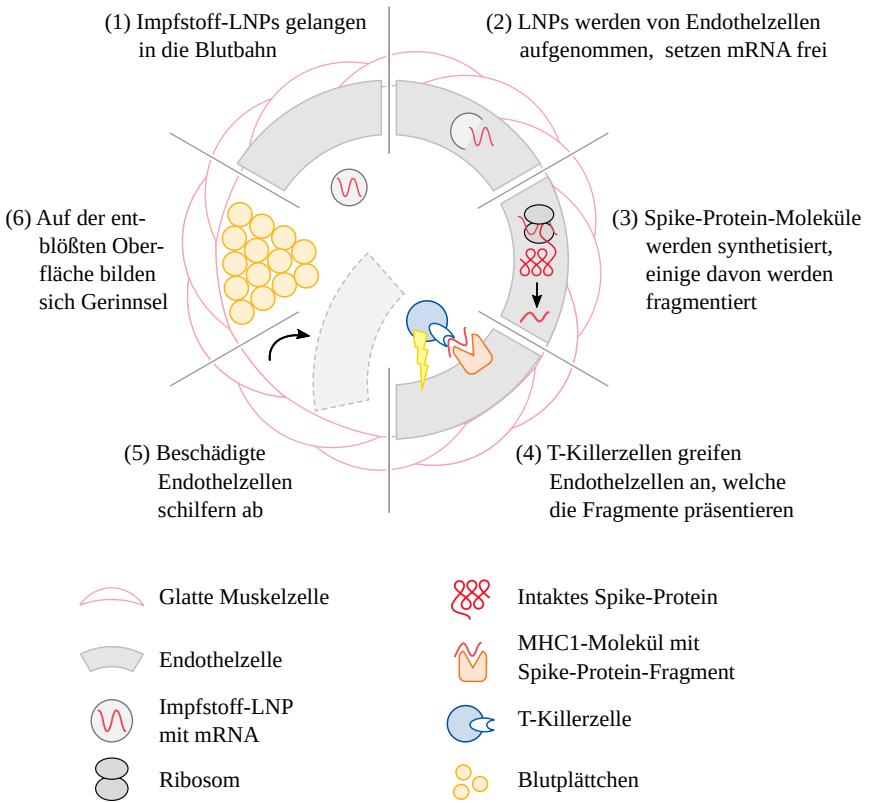 (1) Impfstoff-LNPs gelangen
in die Blutbahn
(2) LNPs werden von Endothelzellen
aufgenommen, setzen mRNA frei
(3) Spike-Protein-Moleküle
werden synthetisiert,
einige davon werden
fragmentiert
(4) T-Killerzellen greifen
Endothelzellen an, welche
die Fragmente präsentieren
(5) Beschädigte
Endothelzellen
schilfern ab
(6) Auf der ent-
blößten Ober-
fläche bilden
sich Gerinnsel
Glatte Muskelzelle
Endothelzelle
Impfstoff-LNP
mit mRNA
Ribosom
Intaktes Spike-Protein
MHC1-Molekül mit
Spike-Protein-Fragment
T-Killerzelle
Blutplättchen